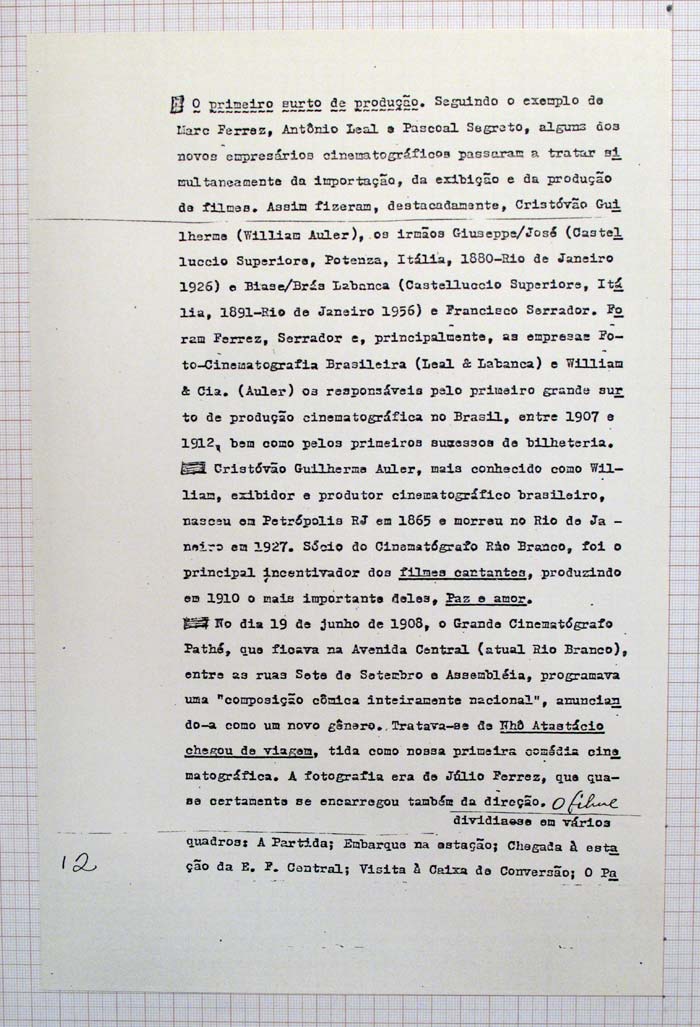 O primeiro surto de produção. Seguindo o exemplo de
Marc Ferrez, Antônio Leal e Pascoal Segreto, alguns dos
novos empresários cinematográficos passaram a tratar si
multaneamente da importação, da exibição e da produção
de filmes. Assim fizeram, destacadamente, Cristóvão Gui
lherme (William Auler), os irmãos Giuseppe/José (Castel
luccio Superiore, Potenza, Itália, 1880-Rio de Janeiro
1926) e Biase/Brás Labanca (Castelluccio Superiore, Itá
lia, 1891-Rio de Janeiro 1956) e Francisco Serrador. Fo
ram Ferrez, Serrador e, principalmente, as empresas Fo-
to-Cinematografia Brasileira (Leal & Labanca) e William
& Cia. (Auler) os responsáveis pelo primeiro grande sur
to de produção cinematográfica no Brasil, entre 1907 e
1912, bem como pelos primeiros sucessos de bilheteria.
Cristóvão Guilherme Auler, mais conhecido como Wil-
liam, exibidor e produtor cinematográfico brasileiro,
nasceu em Petrópolis RJ em 1865 e morreu no Rio de Ja -
neiro em 1927. Sócio do Cinematógrafo Rio Branco, foi o
principal incentivador dos filmes cantantes, produzindo
em 1910 o mais importante deles, Paz e amor.
No dia 19 de junho de 1908, o Grande Cinematógrafo
Pathé, que ficava na Avenida Central (atual Rio Branco),
entre as ruas Sete de Setembro e Assembléia, programava
uma "composição cômica inteiramente nacional", anuncian
do-a como um novo gênero. Tratava-se de Nhô Atastácio
chegou de viagem, tida como nossa primeira comédia cine
matográfica. A fotografia era de Júlio Ferrez, que qua-
se certamente se encarregou também da direção. O filme
dividiaese em vários
quadros: A Partida; Embarque na estação; Chegada à esta
ção da E. F. Central; Visita à Caixa de Conversão; O Pa
12